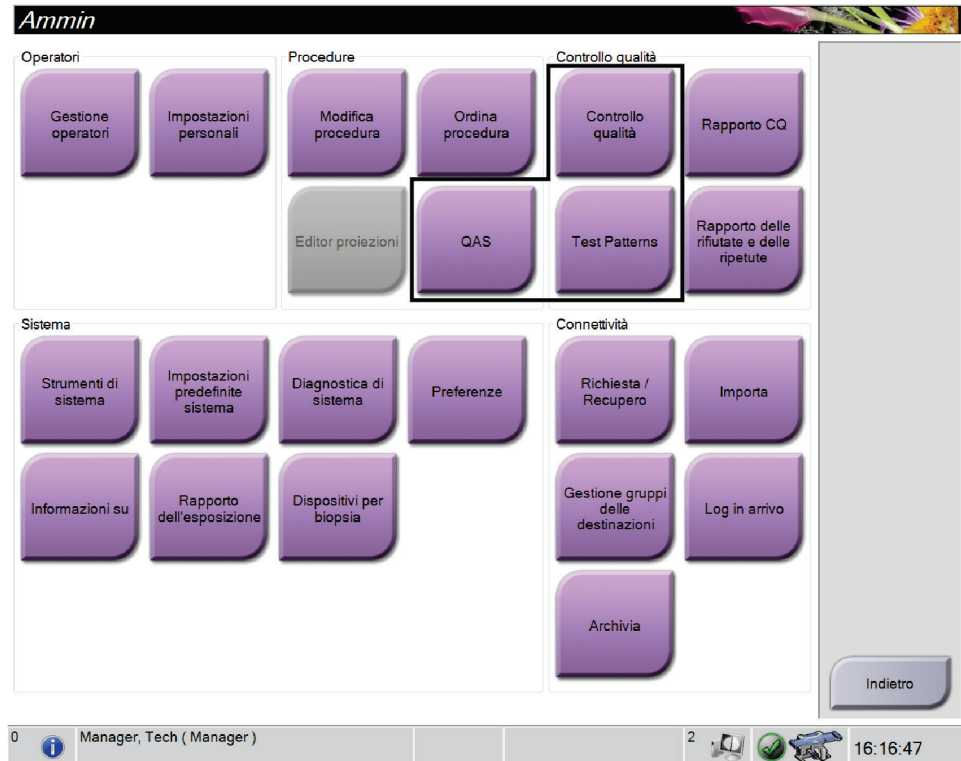 Ammin
Operatori
Gestione
operatori
Impostazioni
personali
Procedure
Modifica
procedura
Ordina
procedura
Editor proiezioni
QAS
Controllo qualità
Controllo
qualità
Rapporto CQ
Test Patterns
Rapporto delle
rifiutate e delle
ripetute
Sistema
Strumenti di
sistema
Impostazioni
predefinite
sistema
Diagnostica di
sistema
Preferenze
Informazioni su
Rapporto
dell'esposizione
Dispositivi per
biopsia
Connettività
Richiesta /
Recupero
Importa
Gestione gruppi
delle
destinazioni
Log in arrivo
Archivia
Indietro
0
Manager, Tech ( Manager )
2
16:16:47